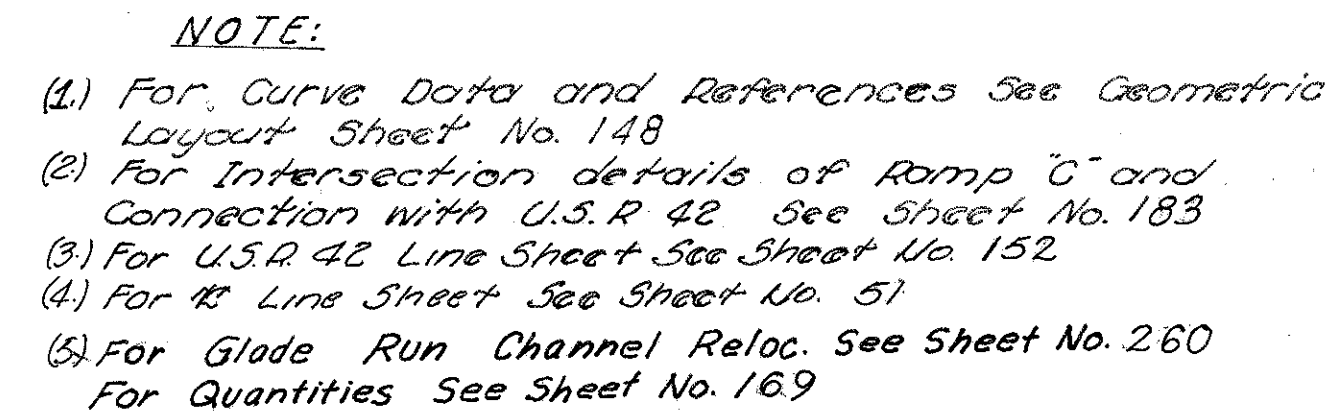 NOTE:
(1.) For Curve Data and References See Geometric
Layout Sheet No. 148
(2.) For Intersection details of Ramp "C" and
Connection with U.S.R. 42 See Sheet No. 183
(3.) For U.S.R. 42 Line Sheet See Sheet No. 152
(4.) For Line Sheet See Sheet No. 51
(5.) For Glade Run Channel Reloc. See Sheet No. 260
For Quantities See Sheet No. 169